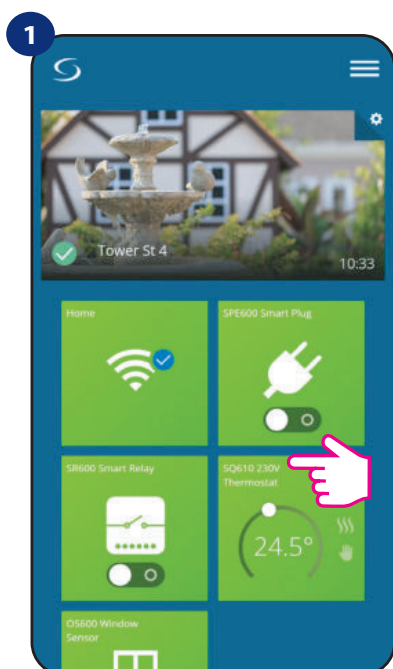 1
Tower St 4
10:33
Home
SPE600 Smart Plug
SR600 Smart Relay
SQ610 230V
Thermostat
24.5°
OS600 Window
Sensor